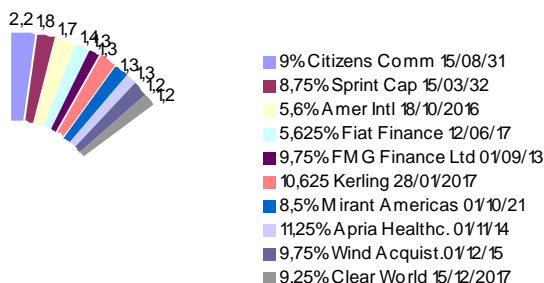 2,2
1,8
1,7
1,4
1,3
1,3
1,3
1,3
1,2
1,2
9% Citizens Comm 15/08/31
8,75% Sprint Cap 15/03/32
5,6% Amer Intl 18/10/2016
5,625% Fiat Finance 12/06/17
9,75% FMG Finance Ltd 01/09/13
10,625 Kerling 28/01/2017
8,5% Mirant Americas 01/10/21
11,25% Apria Healthc. 01/11/14
9,75% Wind Acquist.01/12/15
9,25% Clear World 15/12/2017